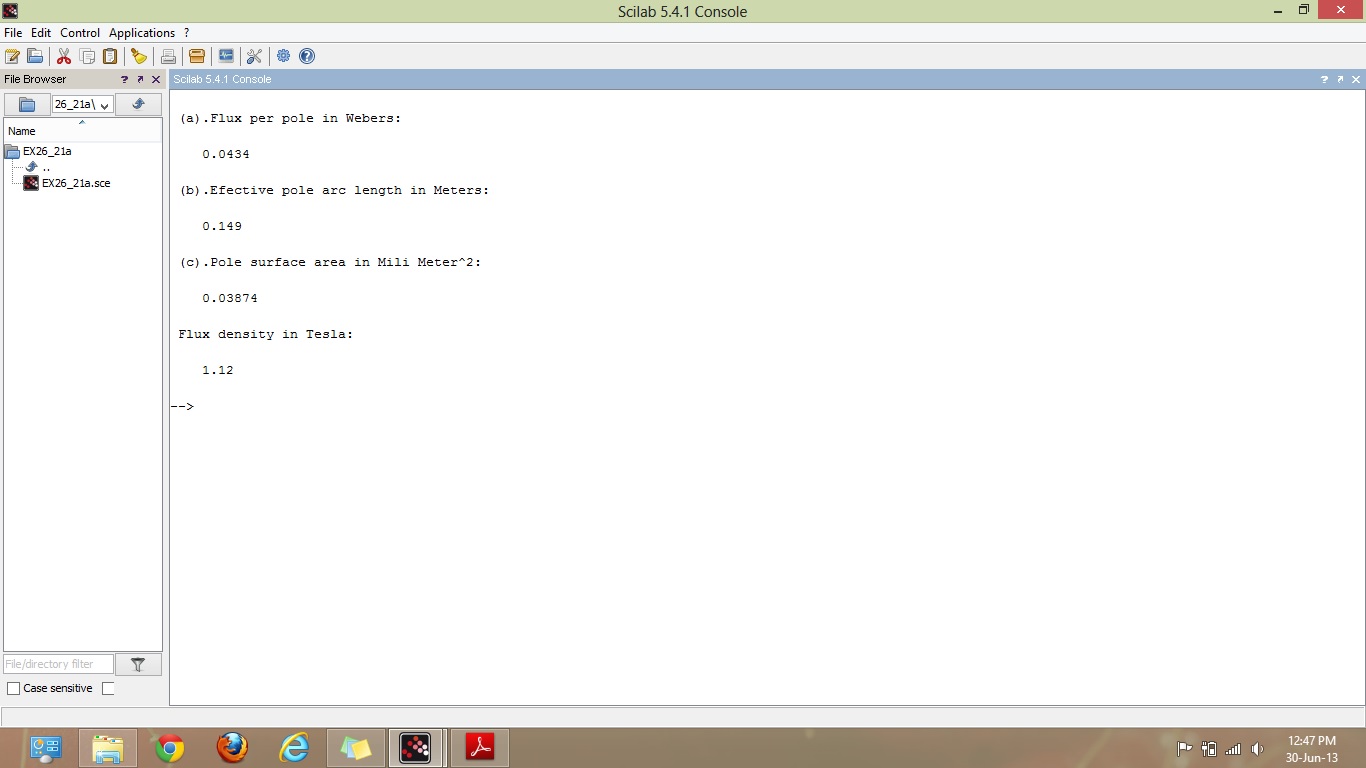 Scilab 5.4.1 Console
File Edit Control Applications ?
File Browser ? Scilab 5.4.1 Console ?
26_21a\
Name
EX26_21a
..
EX26_21a.sce
(a).Flux per pole in Webers:
0.0434
(b).Efective pole arc length in Meters:
0.149
(c).Pole surface area in Mili Meter^2:
0.03874
Flux density in Tesla:
1.12
-->
File/directory filter
Case sensitive
12:47 PM
30-Jun-13